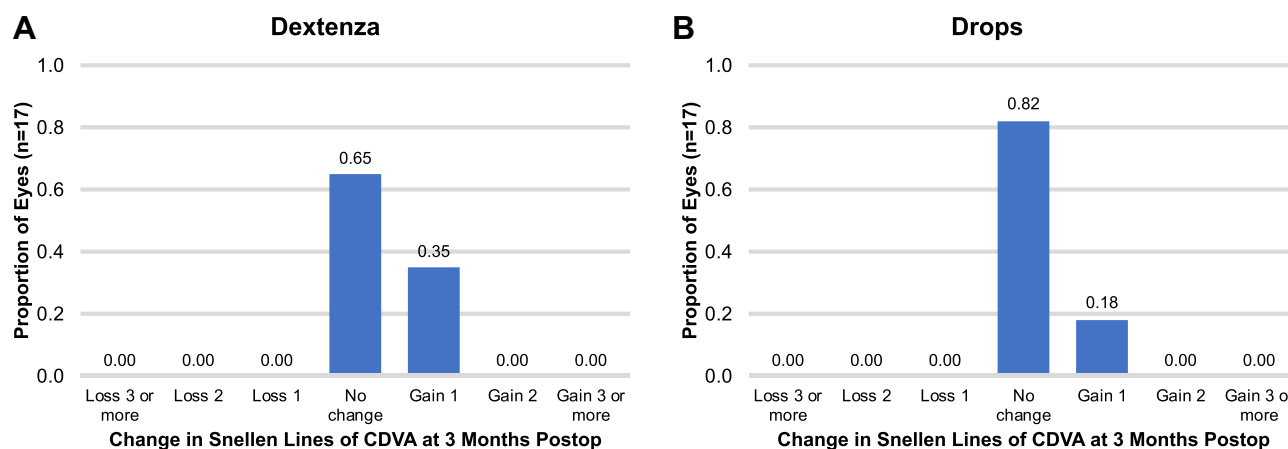 A
Dextenza
Proportion of Eyes (n=17)
1.0
0.8
0.6
0.4
0.2
0.0
0.00
0.00
0.00
0.65
0.35
0.00
0.00
Loss 3 or
more
Loss 2
Loss 1
No
change
Gain 1
Gain 2
Gain 3 or
more
Change in Snellen Lines of CDVA at 3 Months Postop
B
Drops
Proportion of Eyes (n=17)
1.0
0.8
0.6
0.4
0.2
0.0
0.00
0.00
0.00
0.82
0.18
0.00
0.00
Loss 3 or
more
Loss 2
Loss 1
No
change
Gain 1
Gain 2
Gain 3 o
more
Change in Snellen Lines of CDVA at 3 Months Postop